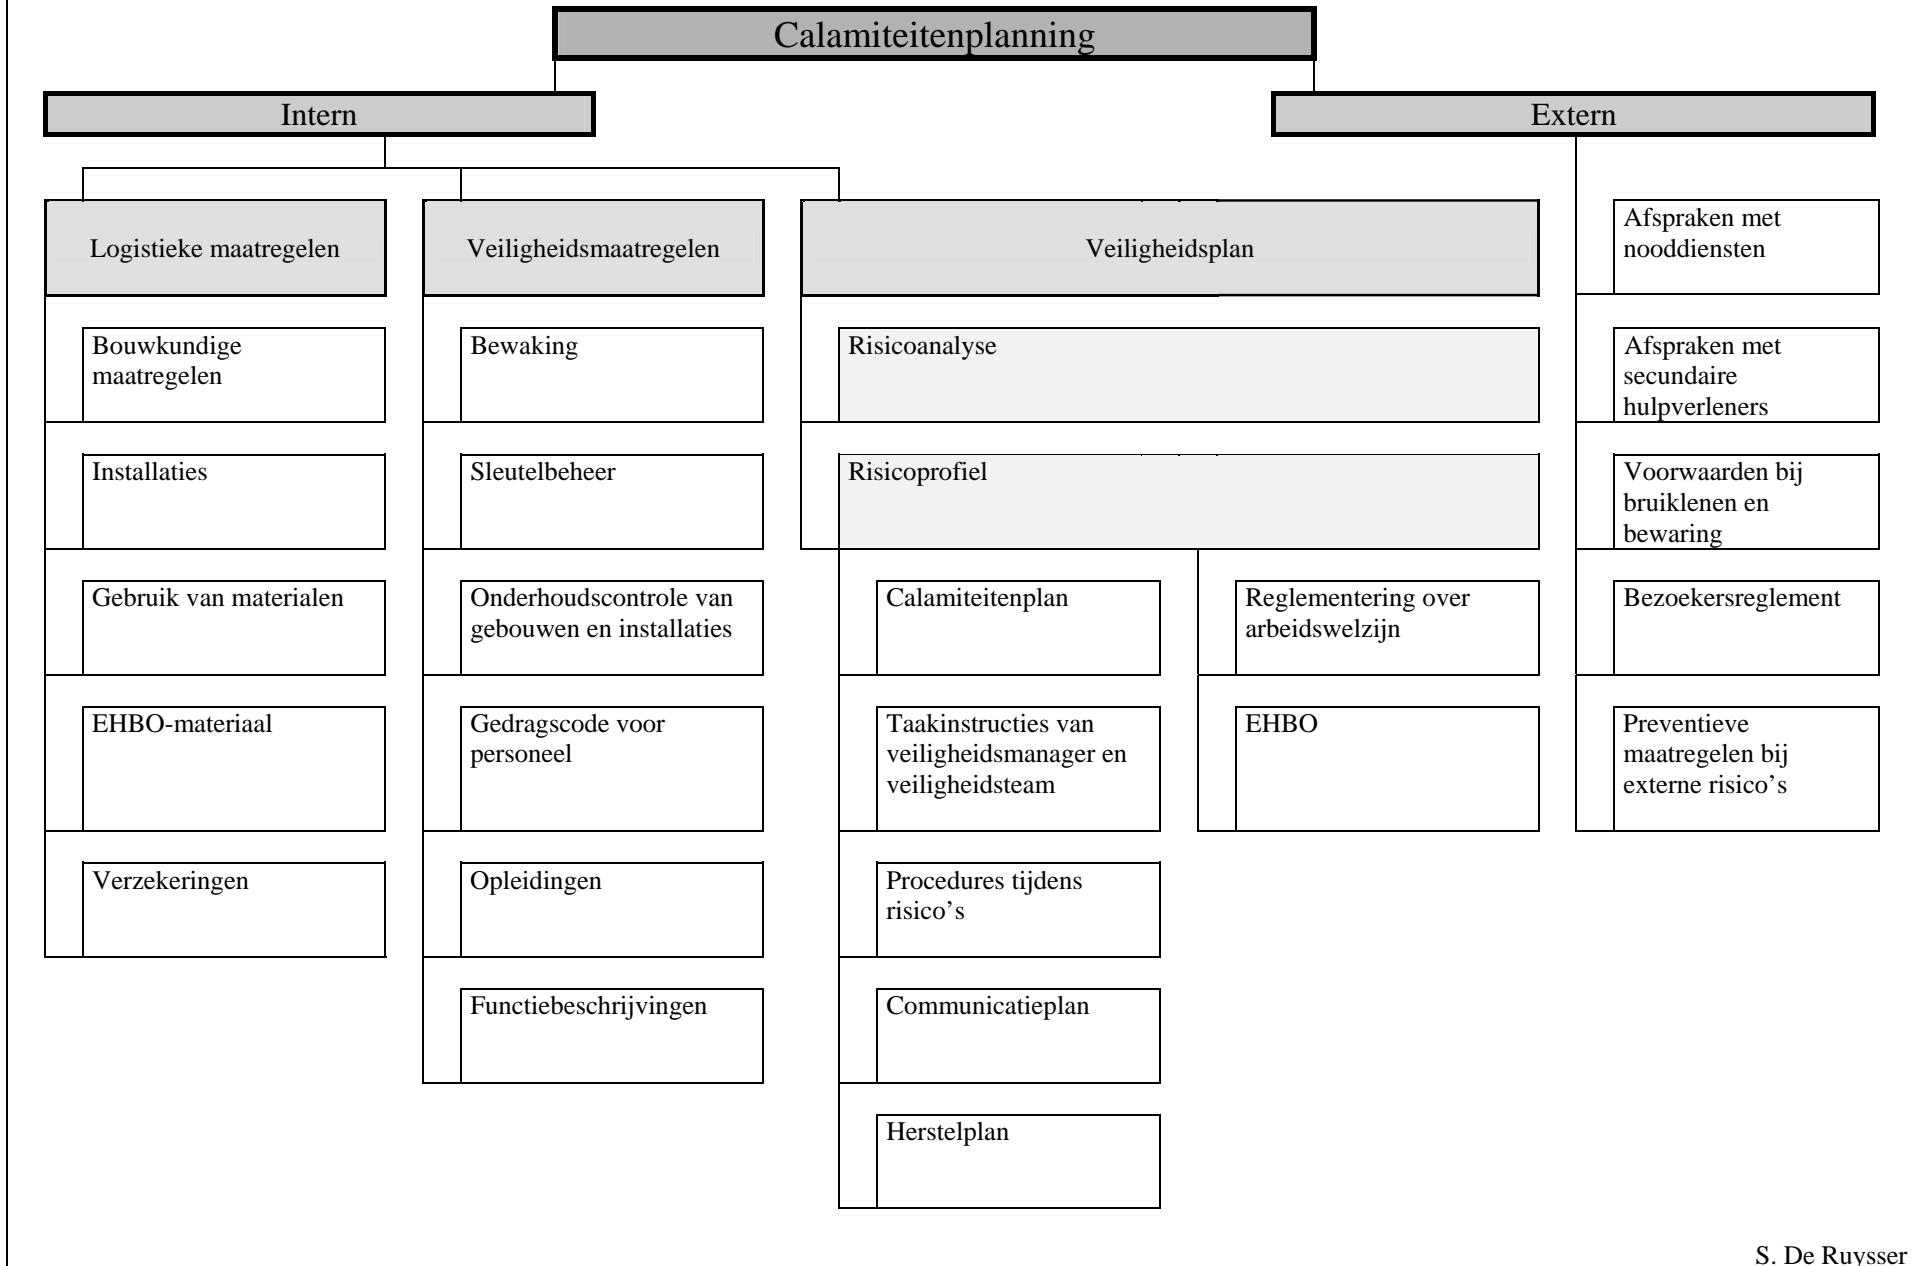 Calamiteitenplanning
Intern
Extern
Logistieke maatregelen
Veiligheidsmaatregelen
Veiligheidsplan
Afspraken met
nooddiensten
Bouwkundige
maatregelen
Bewaking
Risicoanalyse
Afspraken met
secundaire
hulpverleners
Installaties
Sleutelbeheer
Risicoprofiel
Voorwaarden bij
bruiklenen en
bewaring
Gebruik van materialen
Onderhoudscontrole van
gebouwen en installaties
Calamiteitenplan
Reglementering over
arbeidswelzijn
Bezoekersreglement
EHBO-materiaal
Gedragscode voor
personeel
Taakinstructies van
veiligheidsmanager en
veiligheidsteam
EHBO
Preventieve
maatregelen bij
externe risico’s
Verzekeringen
Opleidingen
Procedures tijdens
risico’s
Functiebeschrijvingen
Communicatieplan
Herstelplan
S. De Ruysser